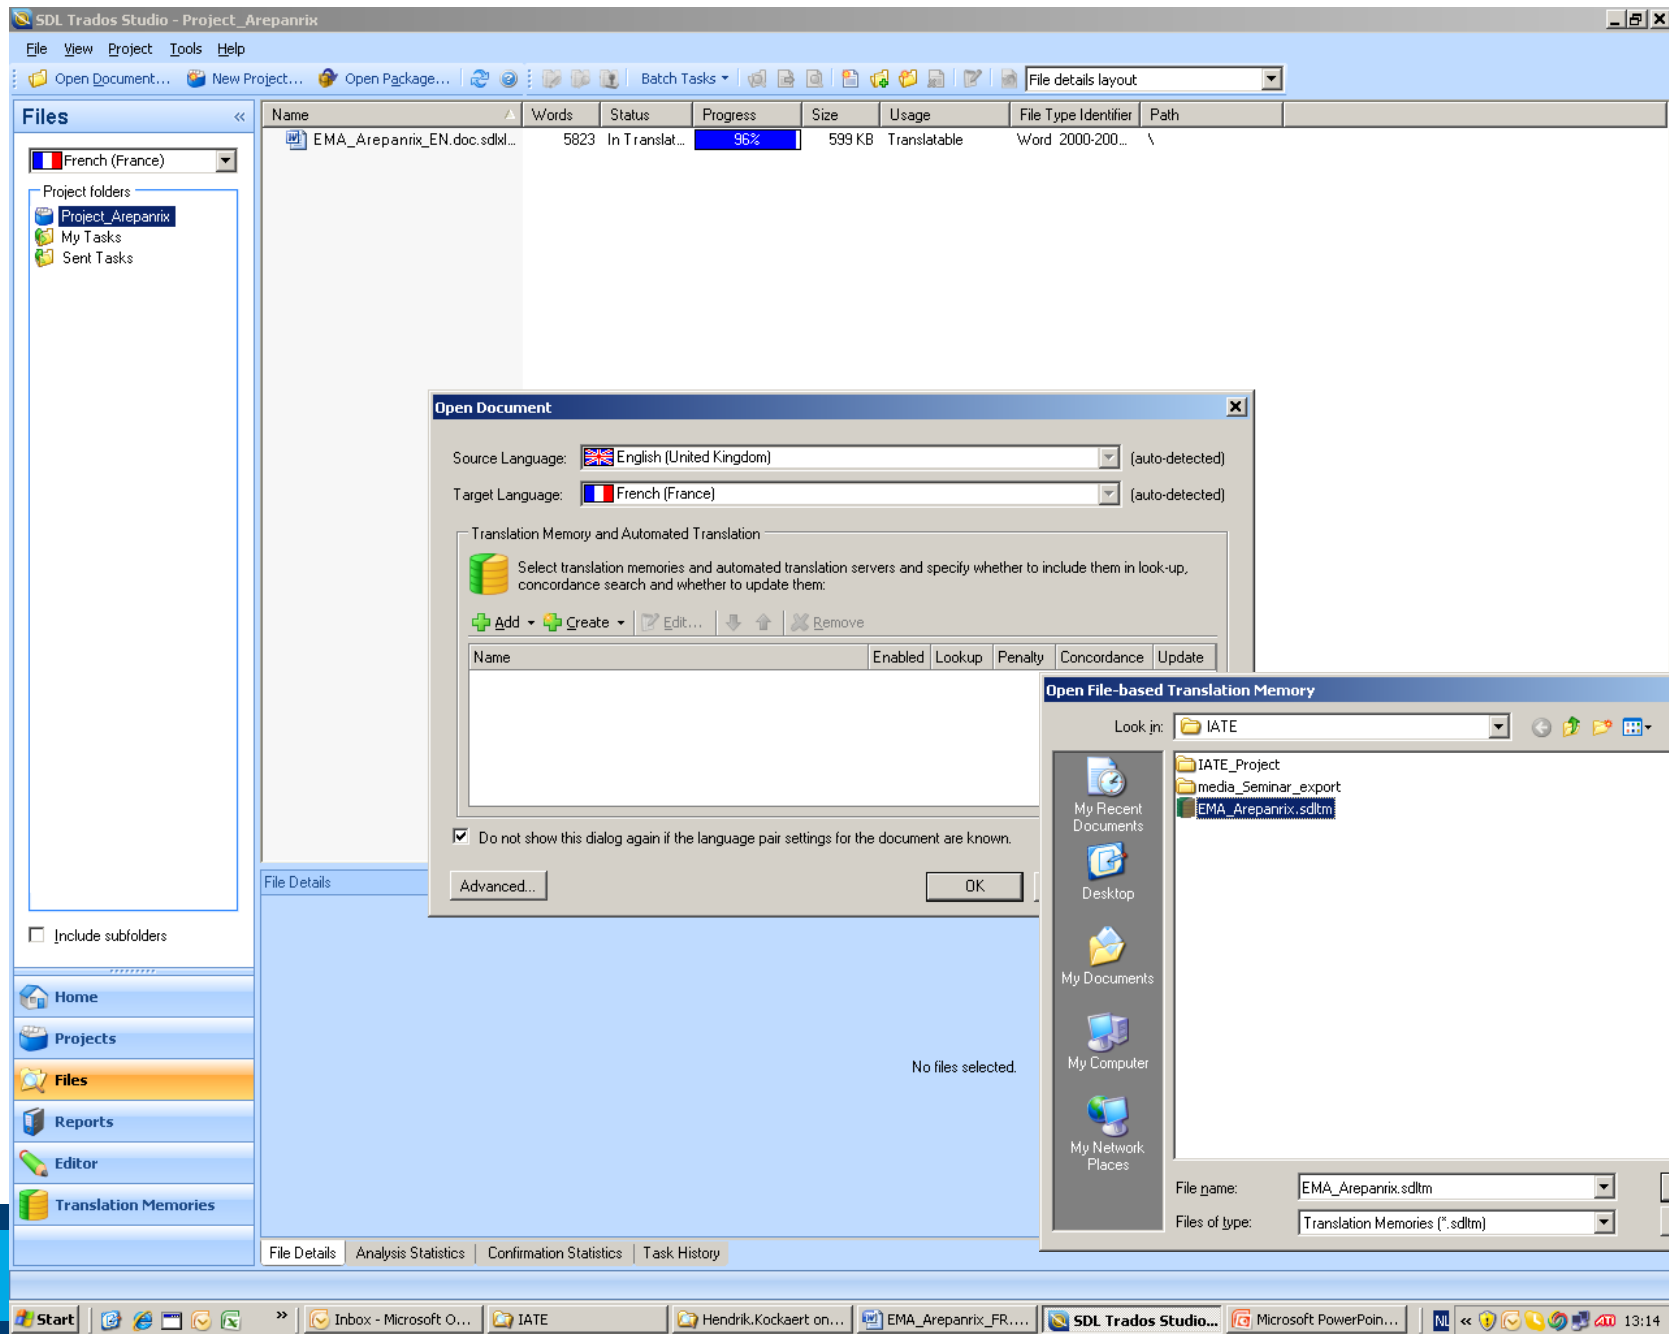 SDL Trados Studio - Project_Arepanrix
File View Project Tools Help
Open Document... New Project... Open Package... Batch Tasks File details layout
Files «
French (France)
Project folders
Project_Arepanrix
My Tasks
Sent Tasks
Name Words Status Progress Size Usage File Type Identifier Path
EMA_Arepanrix_EN.doc.sdlxl... 5823 In Translat... 96% 599 KB Translatable Word 2000-200... \
Open Document
Source Language: English (United Kingdom) (auto-detected)
Target Language: French (France) (auto-detected)
Translation Memory and Automated Translation
Select translation memories and automated translation servers and specify whether to include them in look-up,
concordance search and whether to update them:
Add Create Edit... Remove
Name Enabled Lookup Penalty Concordance Update
Do not show this dialog again if the language pair settings for the document are known.
Advanced... OK
Open File-based Translation Memory
Look in: IATE
IATE_Project
media_Seminar_export
EMA_Arepanrix.sdltm
My Recent
Documents
Desktop
My Documents
My Computer
My Network
Places
File name: EMA_Arepanrix.sdltm
Files of type: Translation Memories (*.sdltm)
File Details
No files selected.
Include subfolders
Home
Projects
Files
Reports
Editor
Translation Memories
File Details Analysis Statistics Confirmation Statistics Task History
Start » Inbox - Microsoft O... IATE Hendrik.Kockaert on... EMA_Arepanrix_FR.... SDL Trados Studio... Microsoft PowerPoin... NL « 13:14